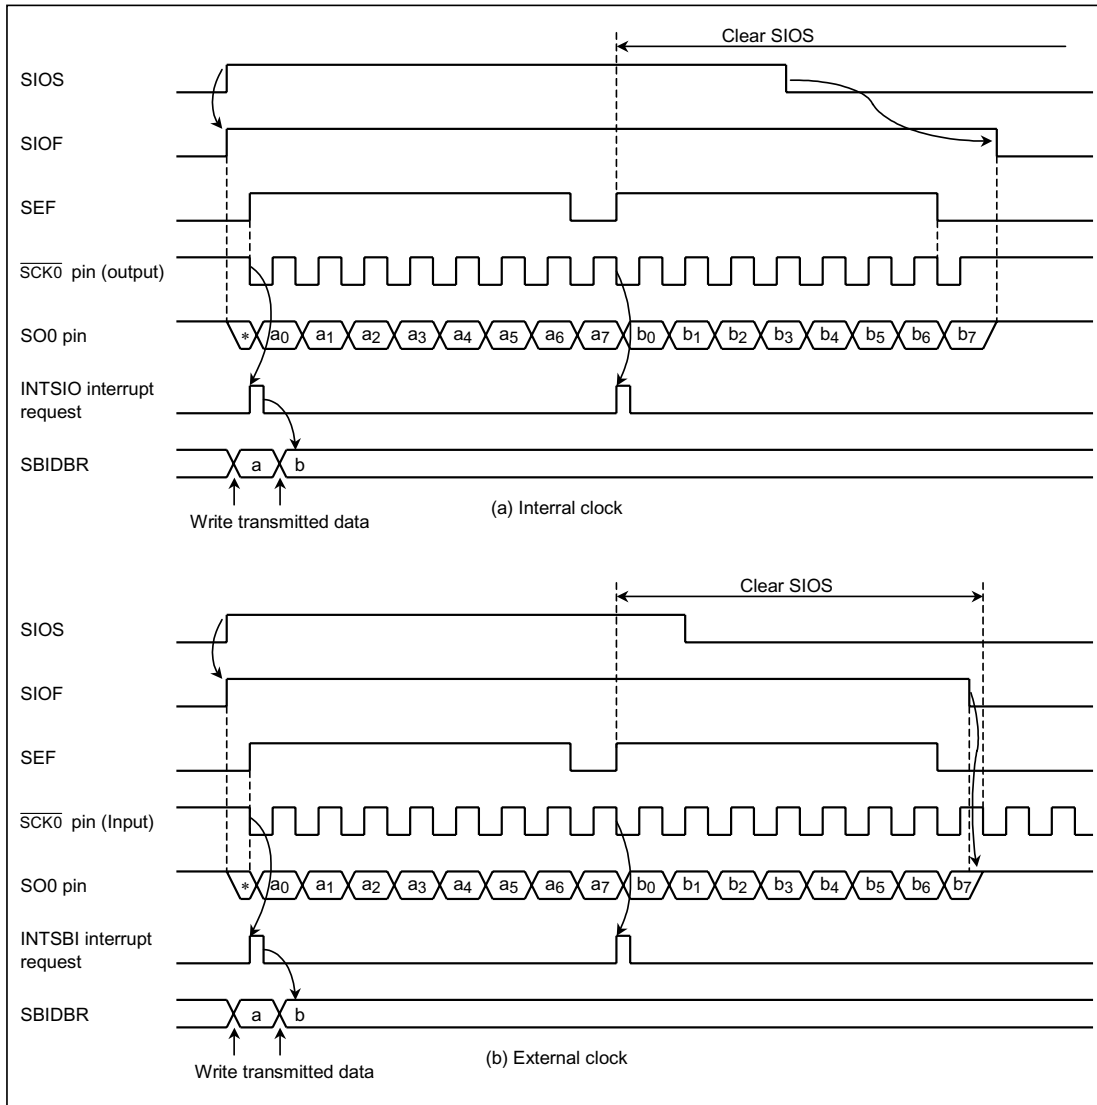 Clear SIOS
SIOS
SIOF
SEF
SCK0 pin (output)
SO0 pin
* a0 a1 a2 a3 a4 a5 a6 a7 b0 b1 b2 b3 b4 b5 b6 b7
INTSIO interrupt
request
SBIDBR
a b
Write transmitted data
(a) Interral clock
Clear SIOS
SIOS
SIOF
SEF
SCK0 pin (Input)
SO0 pin
* a0 a1 a2 a3 a4 a5 a6 a7 b0 b1 b2 b3 b4 b5 b6 b7
INTSBI interrupt
request
SBIDBR
a b
Write transmitted data
(b) External clock